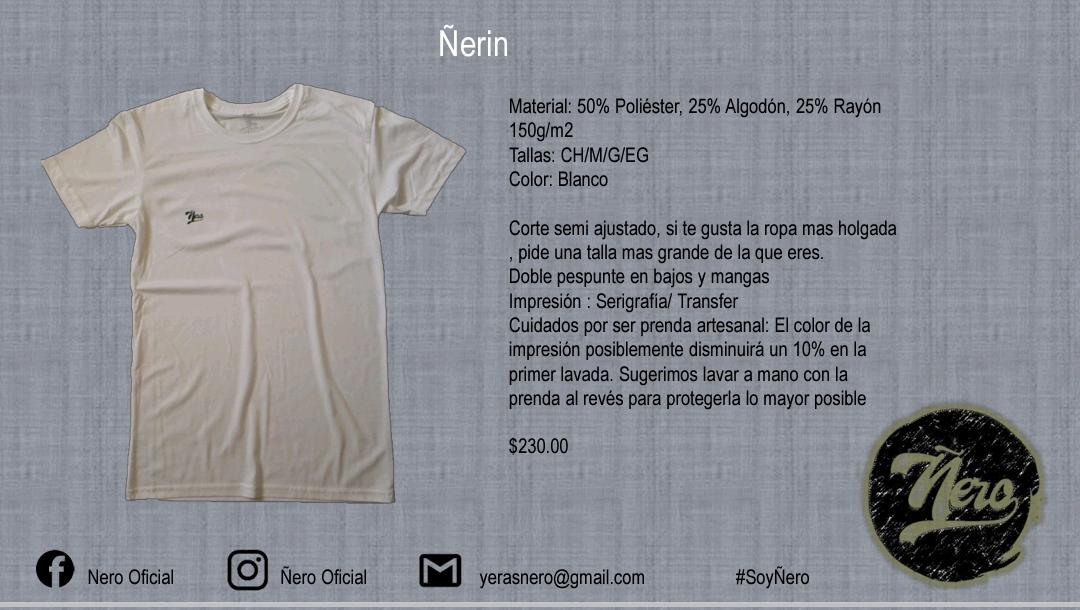 Ñerin
Material: 50% Poliéster, 25% Algodón, 25% Rayón
150g/m2
Tallas: CH/M/G/EG
Color: Blanco
Corte semi ajustado, si te gusta la ropa mas holgada
, pide una talla mas grande de la que eres.
Doble pespunte en bajos y mangas
Impresión : Serigrafía/ Transfer
Cuidados por ser prenda artesanal: El color de la
impresión posiblemente disminuirá un 10% en la
primer lavada. Sugerimos lavar a mano con la
prenda al revés para protegerla lo mayor posible
$230.00
Ñero
Ñero
Nero Oficial
Ñero Oficial
yerasnero@gmail.com
#SoyÑero